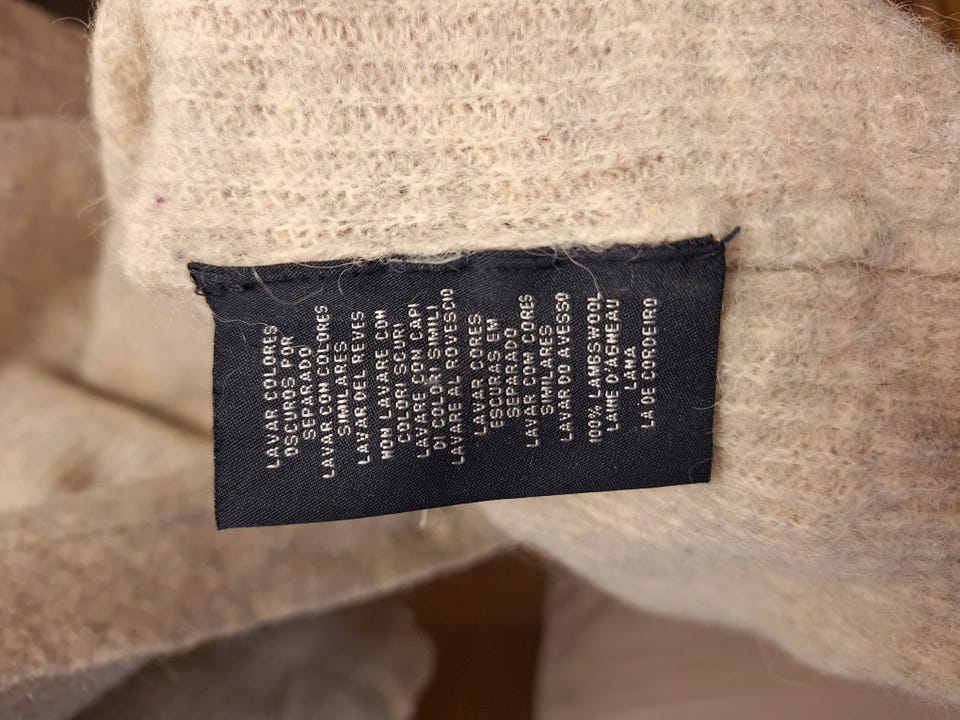 LAVAR COLORES
OSCUROS POR
SEPARADO
LAVAR CON COLORES
SIMILARES
LAVAR DEL REVES
NON LAVARE CON
COLORI SCURI
LAVARE CON CAPI
DI COLORI SIMILI
LAVARE AL ROVESCIO
LAVAR CORES
ESCURAS EM
SEPARADO
LAVAR COM CORES
SIMILARES
LAVAR DO AVESSO
100% LAMBSWOOL
LAINE D'AGNEAU
LANA
LA DE CORDEIRO